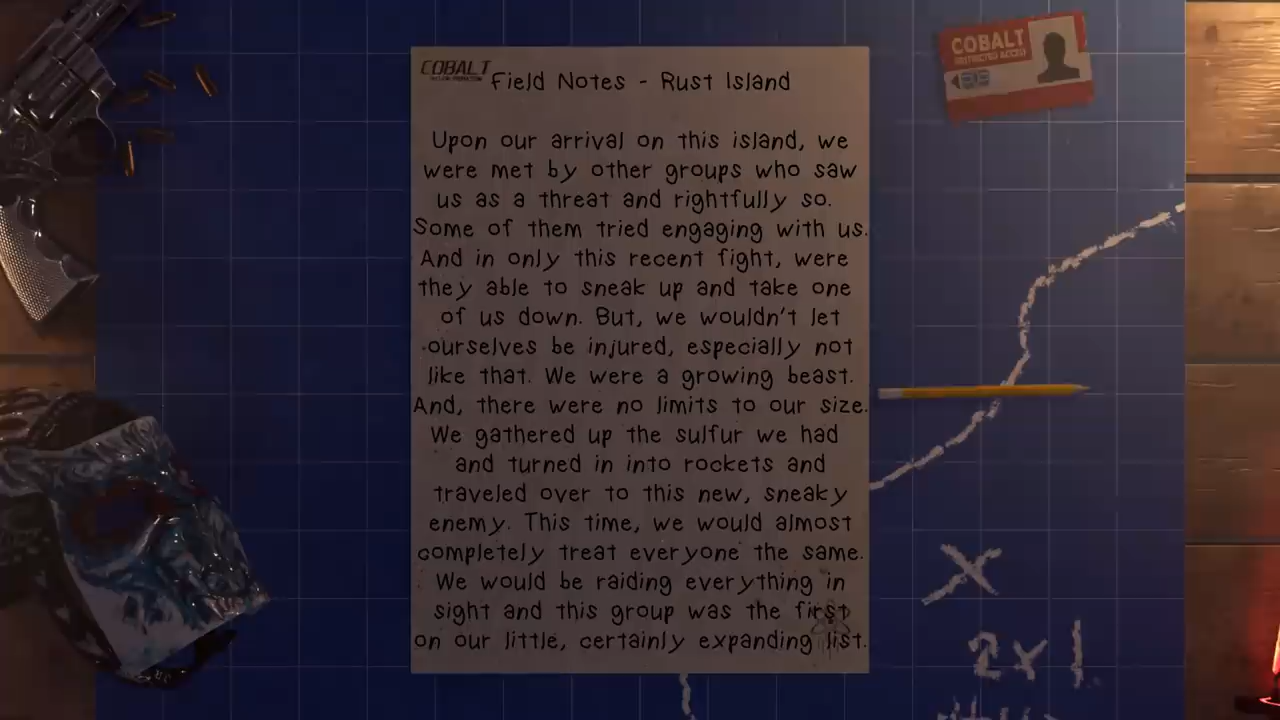 COBALT
Field Notes - Rust Island
Upon our arrival on this island, we
were met by other groups who saw
us as a threat and rightfully so.
Some of them tried engaging with us.
And in only this recent fight, were
they able to sneak up and take one
of us down. But, we wouldn't let
ourselves be injured, especially not
like that. We were a growing beast.
And, there were no limits to our size.
We gathered up the sulfur we had
and turned in into rockets and
traveled over to this new, sneaky
enemy. This time, we would almost
completely treat everyone the same.
We would be raiding everything in
sight and this group was the first
on our little, certainly expanding list.
COBALT
RESTRICTED ACCESS
2x1